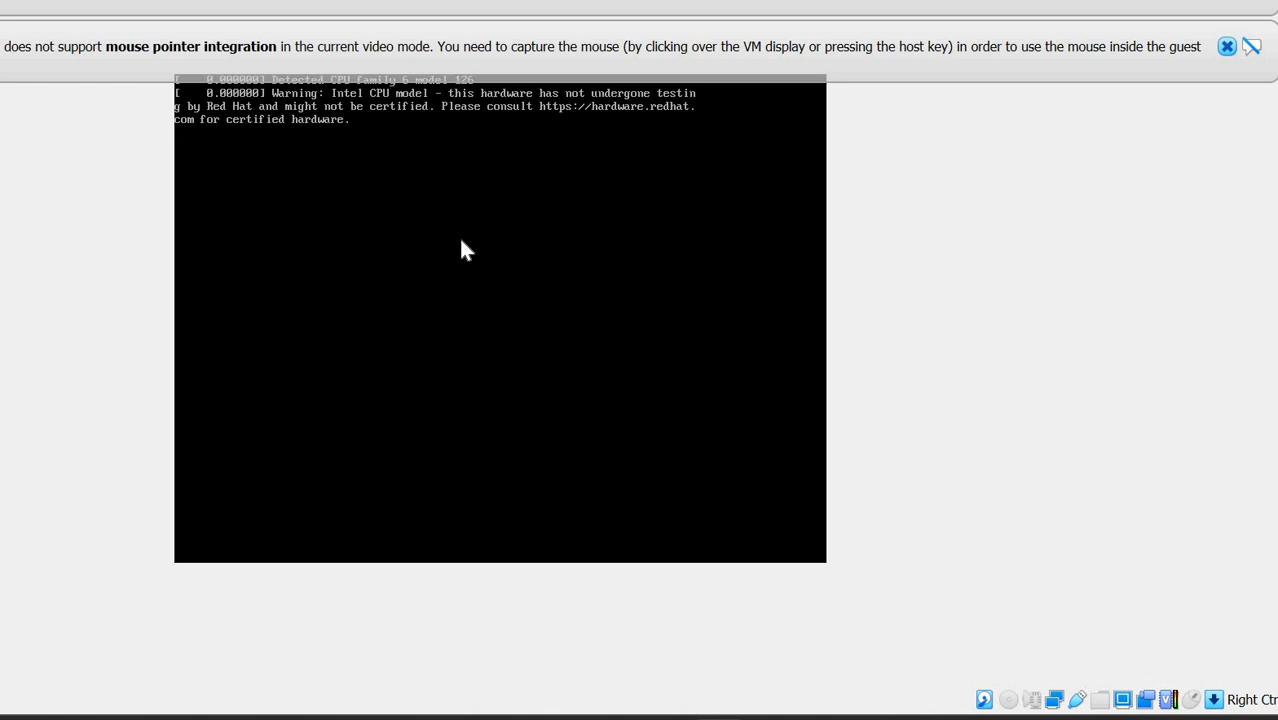 does not support mouse pointer integration in the current video mode. You need to capture the mouse (by clicking over the VM display or pressing the host key) in order to use the mouse inside the guest
[    0.000000] Detected CPU family 6 model 126
[    0.000000] Warning: Intel CPU model - this hardware has not undergone testin
g by Red Hat and might not be certified. Please consult https://hardware.redhat.
com for certified hardware.
Right Ctr